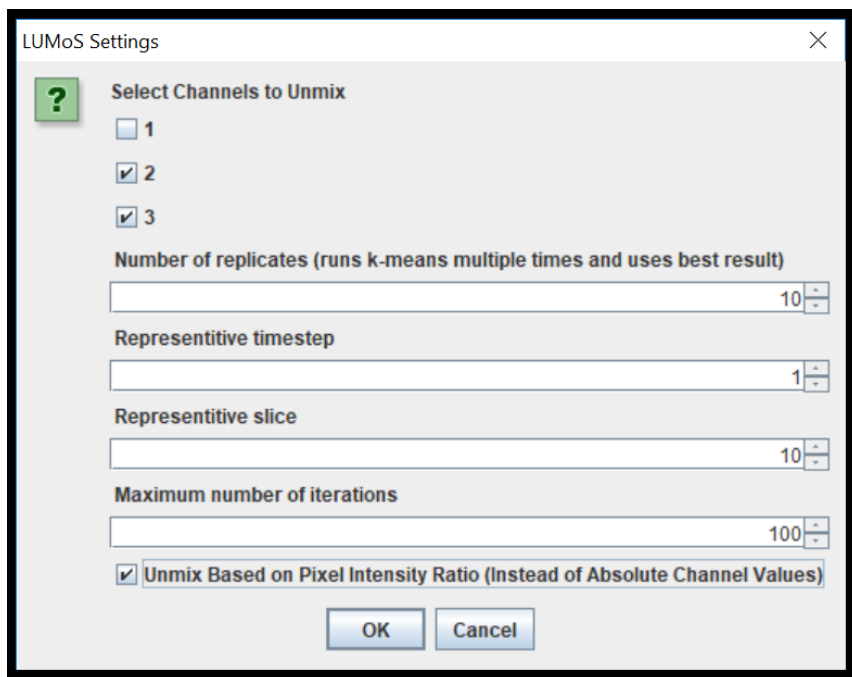 LUMoS Settings
?
Select Channels to Unmix
1
2
3
Number of replicates (runs k-means multiple times and uses best result)
10
Representitive timestep
1
Representitive slice
10
Maximum number of iterations
100
Unmix Based on Pixel Intensity Ratio (Instead of Absolute Channel Values)
OK Cancel